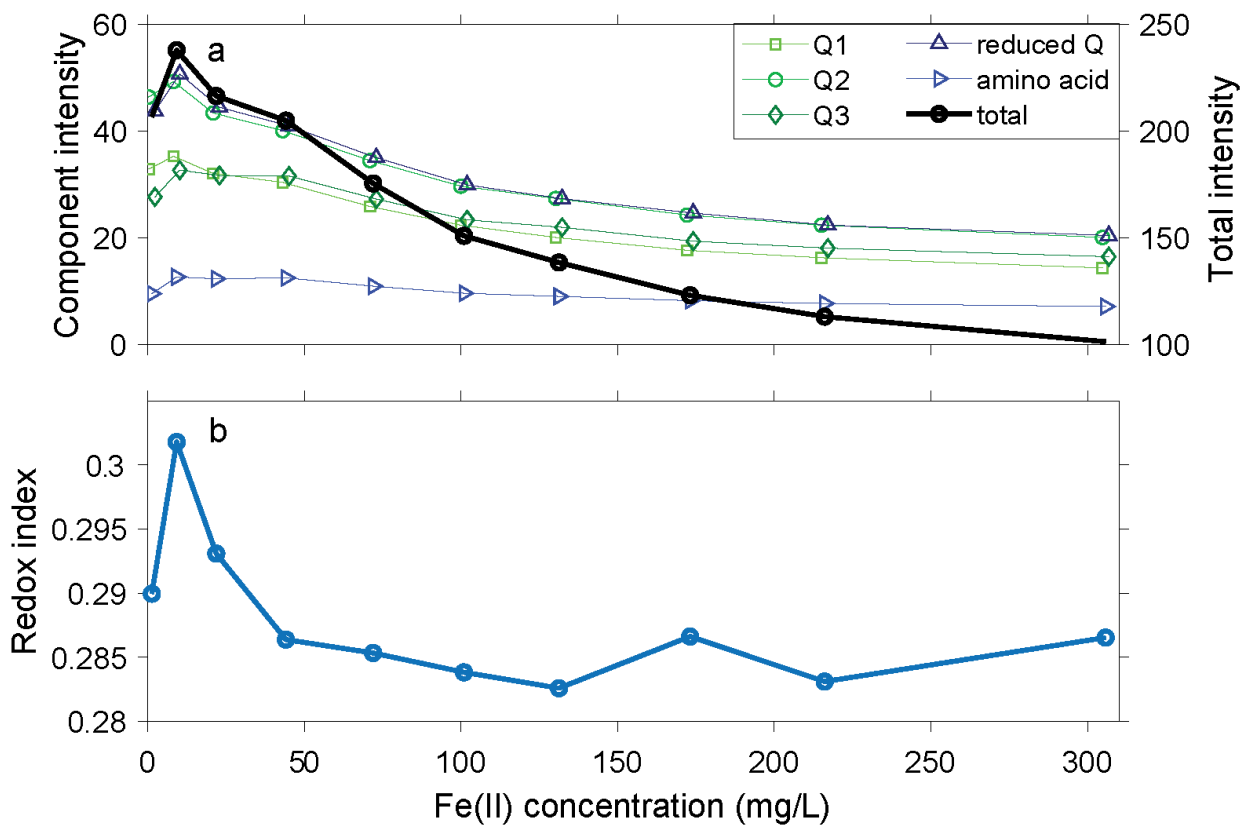 60
40
20
0
Component intensity
a
Q1
Q2
Q3
reduced Q
amino acid
total
250
200
150
100
Total intensity
b
0.3
0.295
0.29
0.285
0.28
Redox index
0 50 100 150 200 250 300
Fe(II) concentration (mg/L)